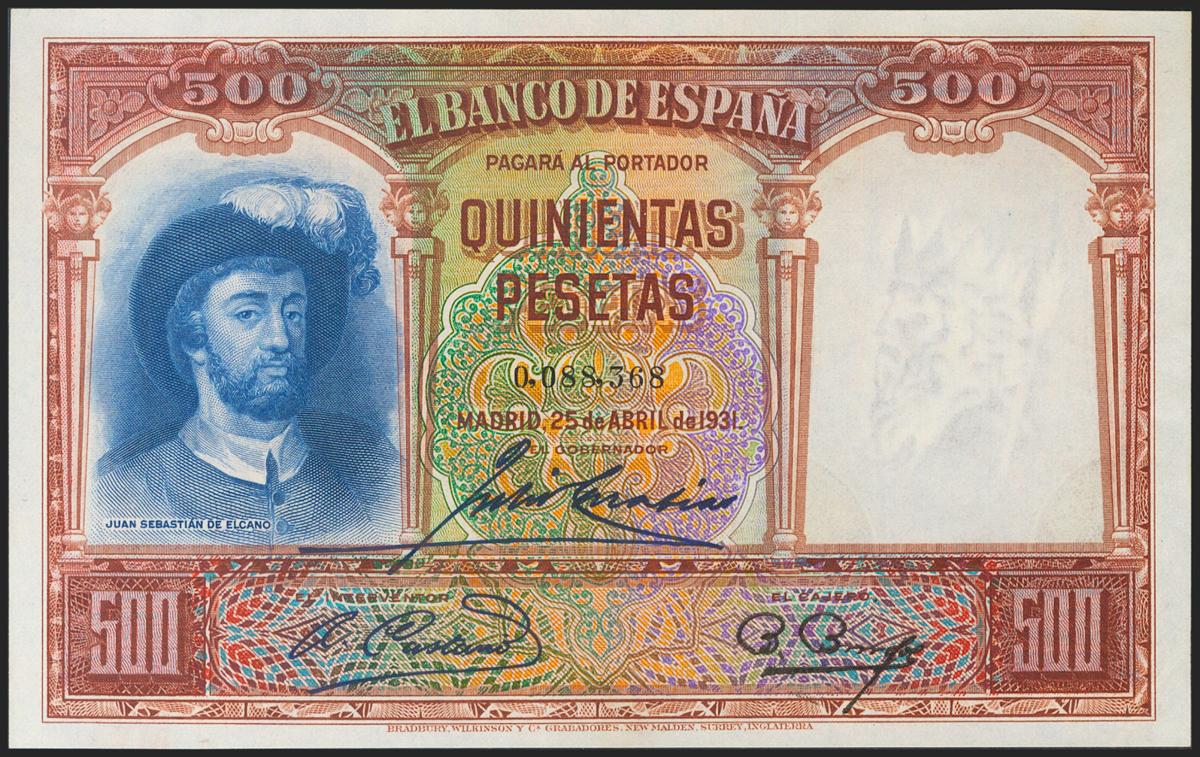 500
500
EL BANCO DE ESPAÑA
PAGARÁ AL PORTADOR
QUINIENTAS
PESETAS
0,088,368
MADRID, 25 de ABRIL de 1931.
EL GOBERNADOR
JUAN SEBASTIÁN DE ELCANO
EL INTERVENTOR
EL CAJERO
500
500
BRADBURY, WILKINSON Y Cª GRABADORES, NEW MALDEN, SURREY, INGLATERRA